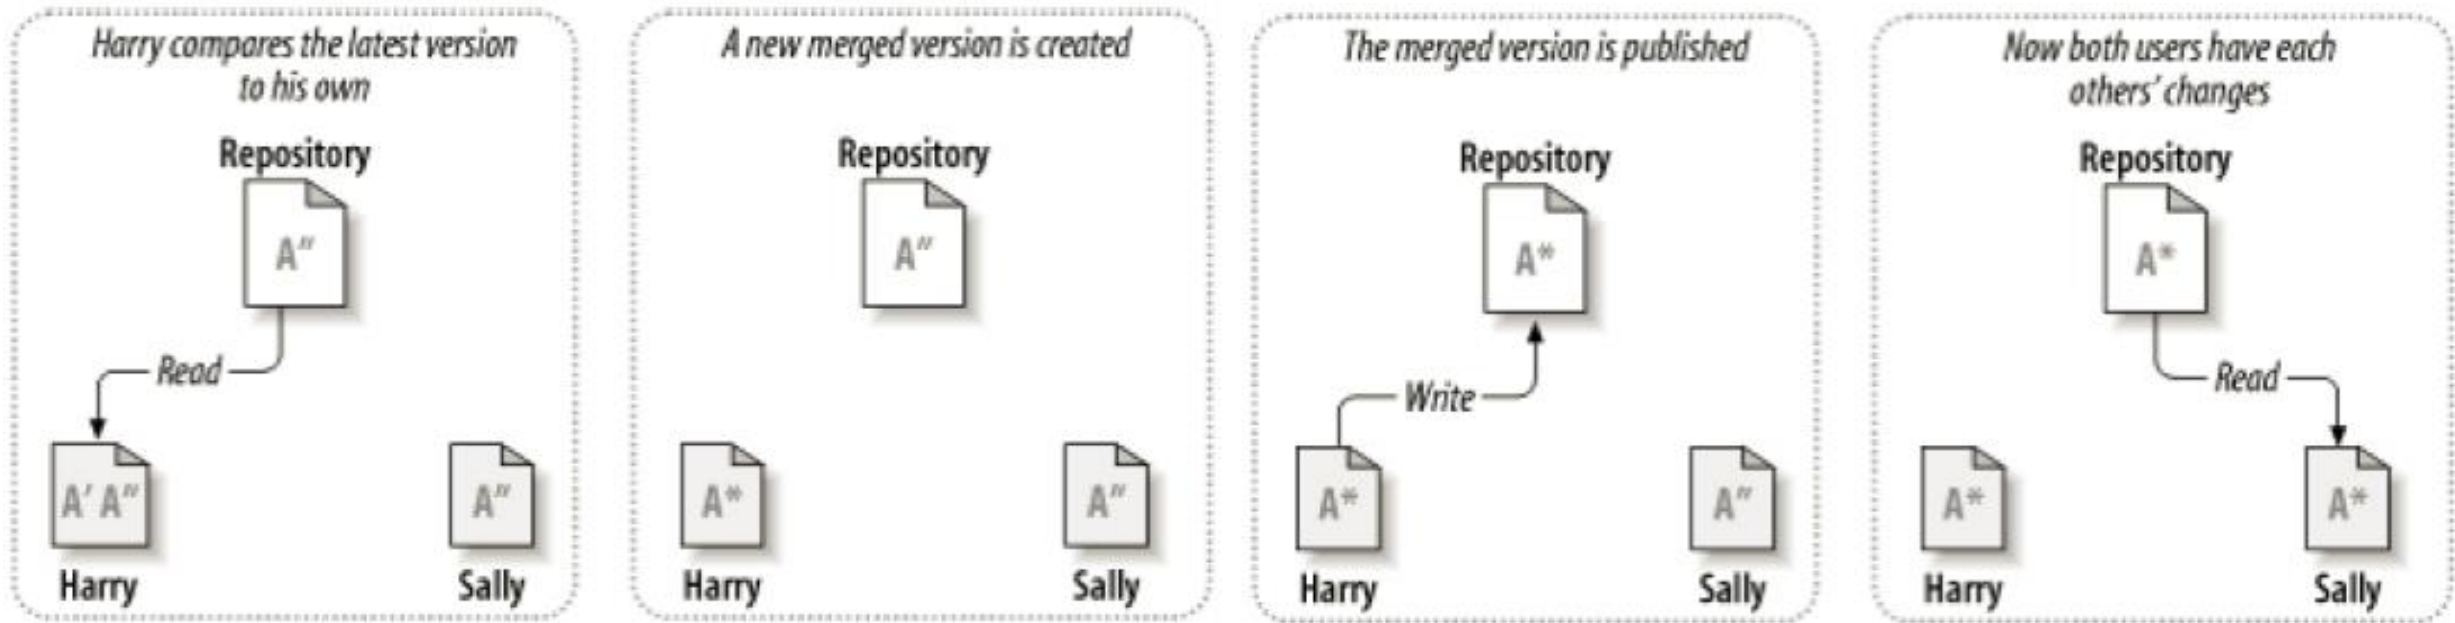 Harry compares the latest version
to his own
Repository
A″
Read
A′ A″
A″
Harry
Sally
A new merged version is created
Repository
A″
A*
A″
Harry
Sally
The merged version is published
Repository
A*
Write
A*
A″
Harry
Sally
Now both users have each
others’ changes
Repository
A*
Read
A*
A*
Harry
Sally